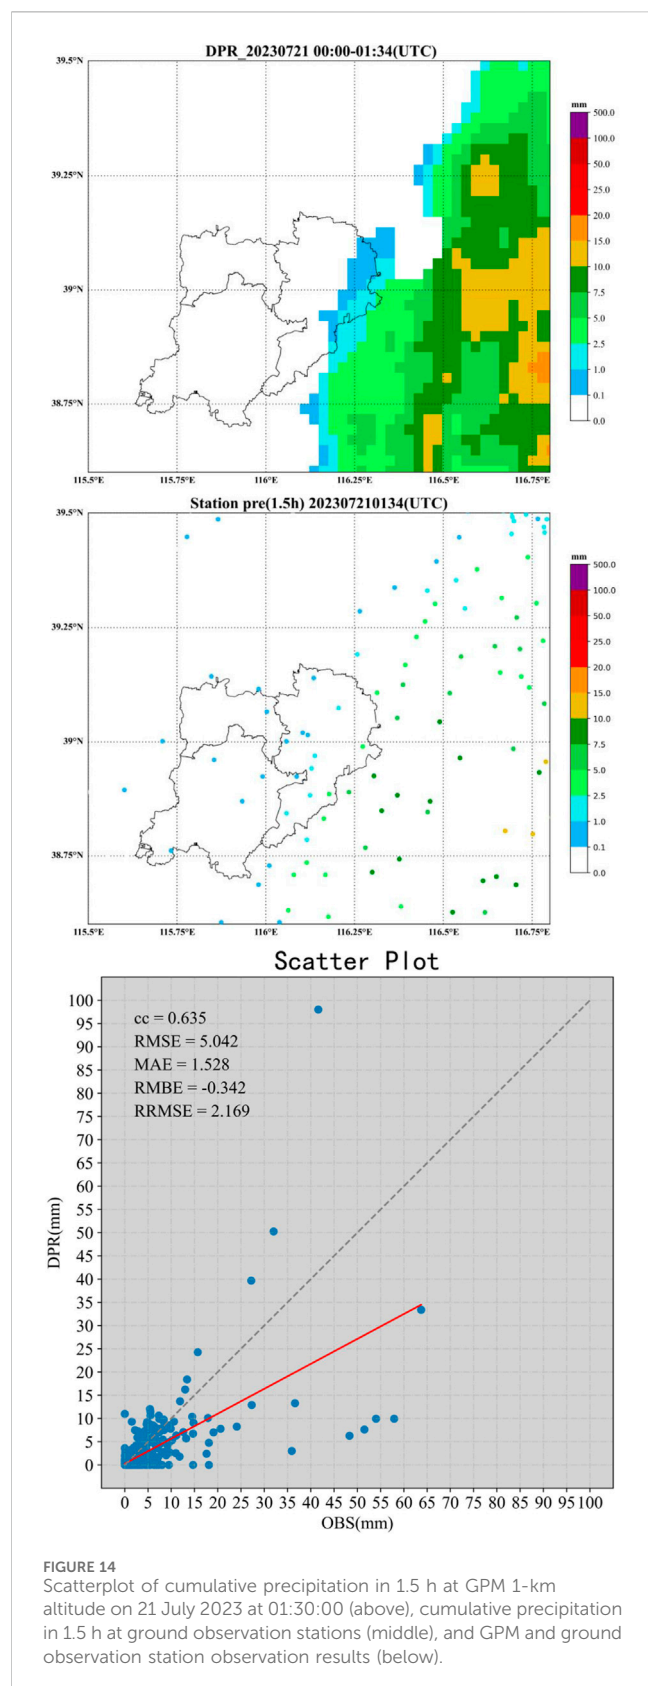 DPR_20230721 00:00-01:34(UTC)
39.5°N
39.25°N
39°N
38.75°N
115.5°E 115.75°E 116°E 116.25°E 116.5°E 116.75°E
mm
500.0
100.0
50.0
25.0
20.0
15.0
10.0
7.5
5.0
2.5
1.0
0.1
0.0
Station pre(1.5h) 202307210134(UTC)
39.5°N
39.25°N
39°N
38.75°N
115.5°E 115.75°E 116°E 116.25°E 116.5°E 116.75°E
mm
500.0
100.0
50.0
25.0
20.0
15.0
10.0
7.5
5.0
2.5
1.0
0.1
0.0
Scatter Plot
cc = 0.635
RMSE = 5.042
MAE = 1.528
RMBE = -0.342
RRMSE = 2.169
DPR(mm)
100
95
90
85
80
75
70
65
60
55
50
45
40
35
30
25
20
15
10
5
0
0 5 10 15 20 25 30 35 40 45 50 55 60 65 70 75 80 85 90 95 100
OBS(mm)
FIGURE 14
Scatterplot of cumulative precipitation in 1.5 h at GPM 1-km
altitude on 21 July 2023 at 01:30:00 (above), cumulative precipitation
in 1.5 h at ground observation stations (middle), and GPM and ground
observation station observation results (below).